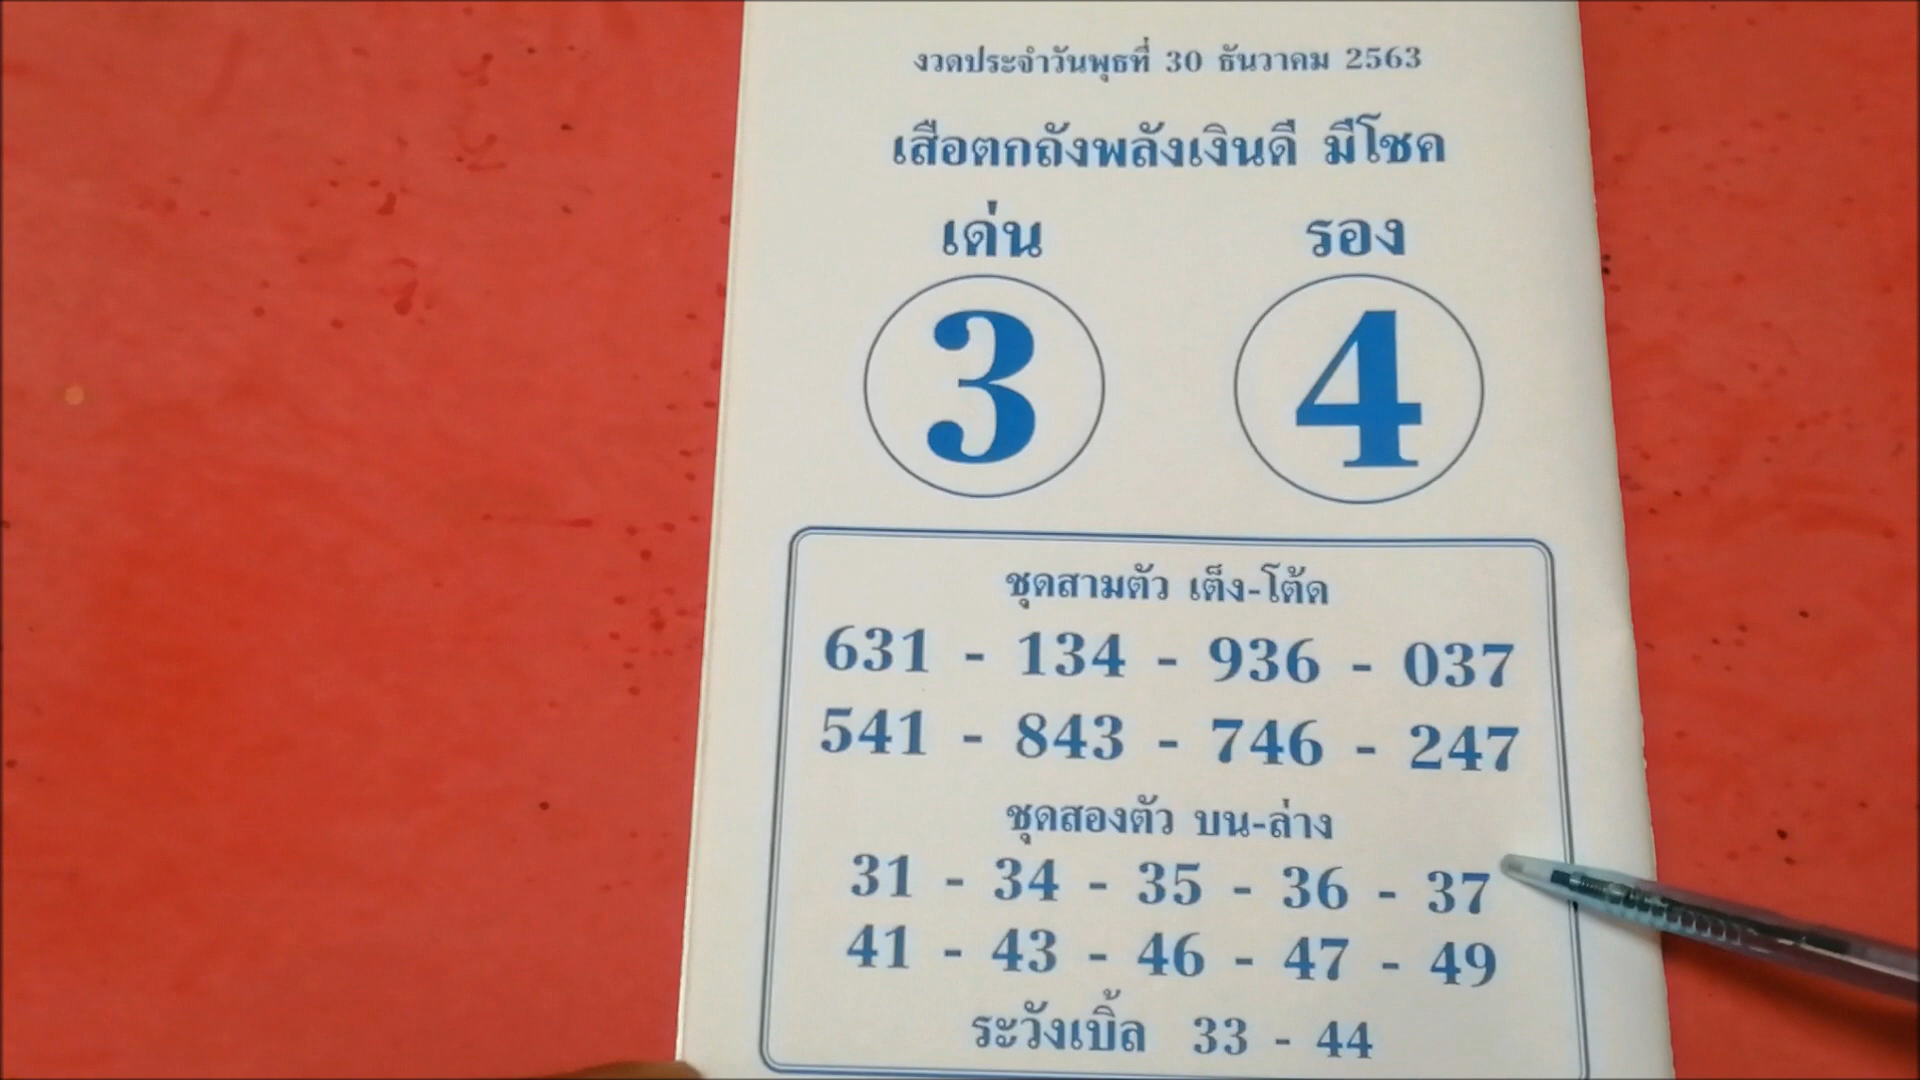 งวดประจำวันพุธที่ 30 ธันวาคม 2563
เสือตกถังพลังเงินดี มีโชค
เด่น รอง
3 4
ชุดสามตัว เต็ง-โต้ด
631 - 134 - 936 - 037
541 - 843 - 746 - 247
ชุดสองตัว บน-ล่าง
31 - 34 - 35 - 36 - 37
41 - 43 - 46 - 47 - 49
ระวังเบิ้ล 33 - 44